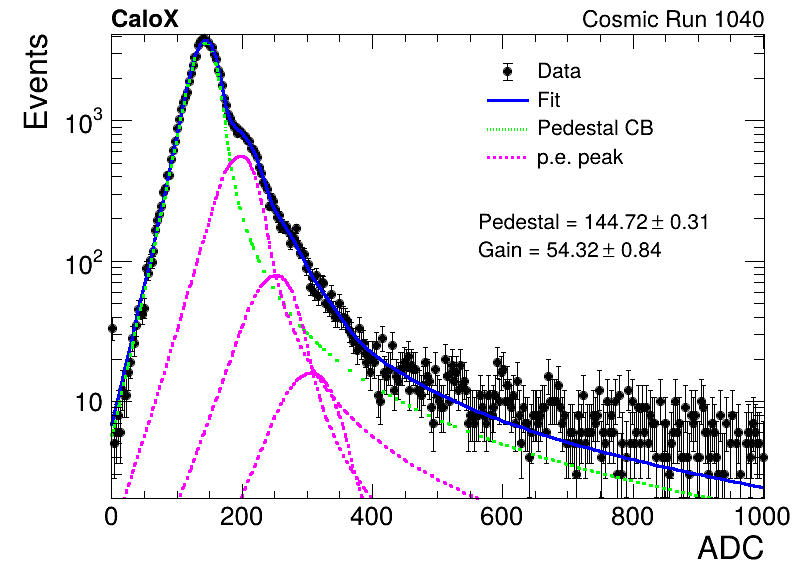 CaloX Cosmic Run 1040
Events
Data
Fit
Pedestal CB
p.e. peak
Pedestal = 144.72 ± 0.31
Gain = 54.32 ± 0.84
10³
10²
10
0 200 400 600 800 1000
ADC